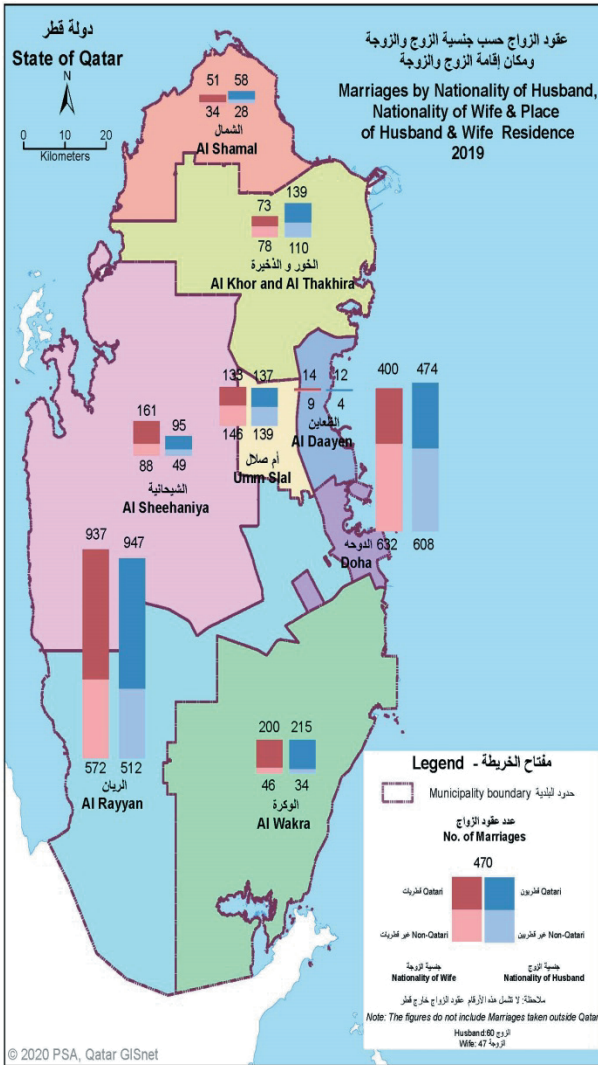 دولة قطر
State of Qatar
N
0 10 20
Kilometers
عقود الزواج حسب جنسية الزوج والزوجة
ومكان إقامة الزوج والزوجة
Marriages by Nationality of Husband,
Nationality of Wife & Place
of Husband & Wife Residence
2019
51 58
34 28
الشمال
Al Shamal
73 139
78 110
الخور و الذخيرة
Al Khor and Al Thakhira
133 137
146 139
أم صلال
Umm Slal
14 12
9 4
الظعاين
Al Daayen
400 474
632 608
الدوحه
Doha
161 95
88 49
الشيحانية
Al Sheehaniya
937 947
572 512
الريان
Al Rayyan
200 215
46 34
الوكرة
Al Wakra
Legend - مفتاح الخريطة
Municipality boundary حدود البلدية
عدد عقود الزواج
No. of Marriages
470
قطريات Qatari
قطريون Qatari
غير قطريات Non-Qatari
غير قطريين Non-Qatari
جنسية الزوجة
Nationality of Wife
جنسية الزوج
Nationality of Husband
ملاحظة: لا تشمل هذه الأرقام عقود الزواج خارج قطر
Note: The figures do not include Marriages taken outside Qatar
Husband:60 الزوج
Wife: 47 الزوجة
© 2020 PSA, Qatar GISnet